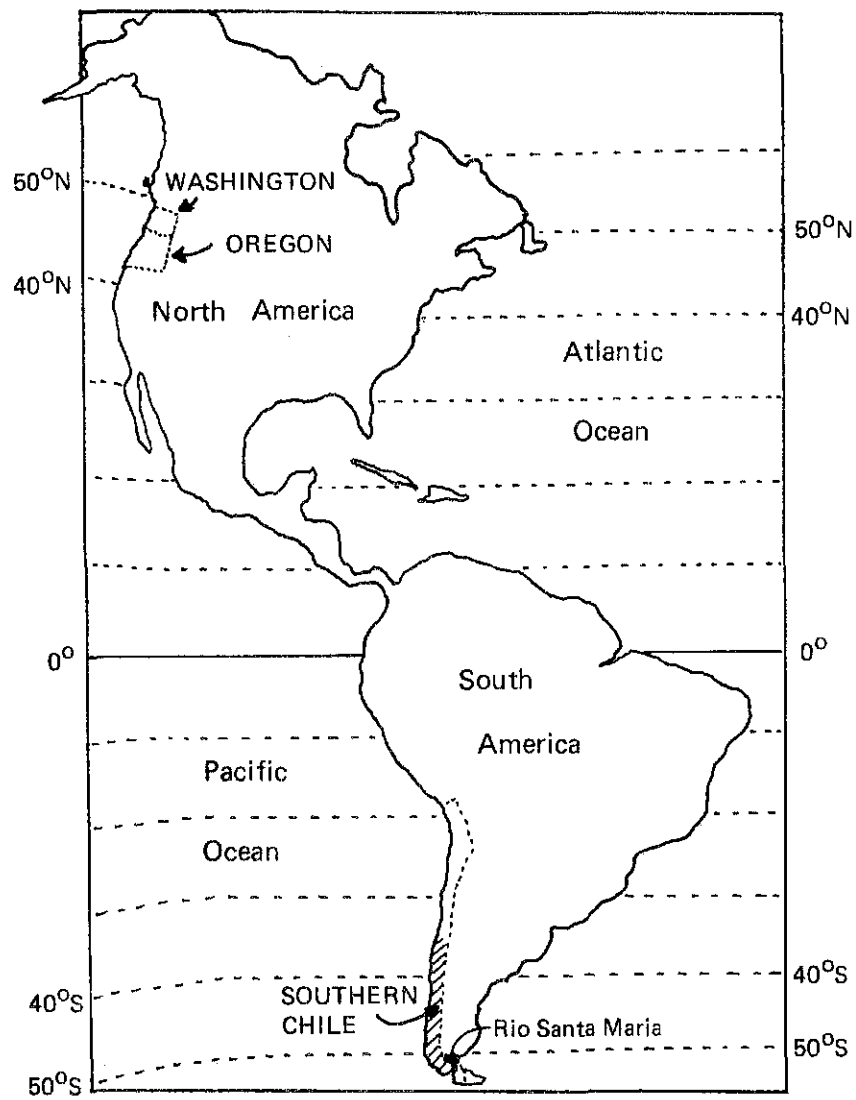 50°N
WASHINGTON
OREGON
50°N
40°N
North America
40°N
Atlantic
Ocean
0°
0°
South
America
Pacific
Ocean
40°S
40°S
SOUTHERN
CHILE
Rio Santa Maria
50°S
50°S